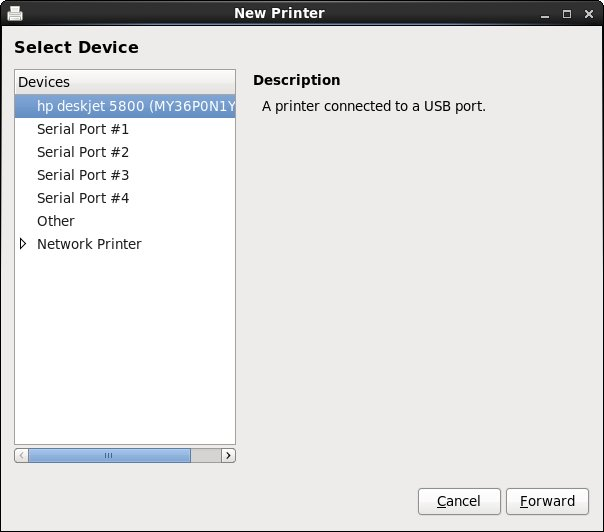 New Printer
Select Device
Devices
hp deskjet 5800 (MY36P0N1Y
Serial Port #1
Serial Port #2
Serial Port #3
Serial Port #4
Other
Network Printer
Description
A printer connected to a USB port.
Cancel
Forward